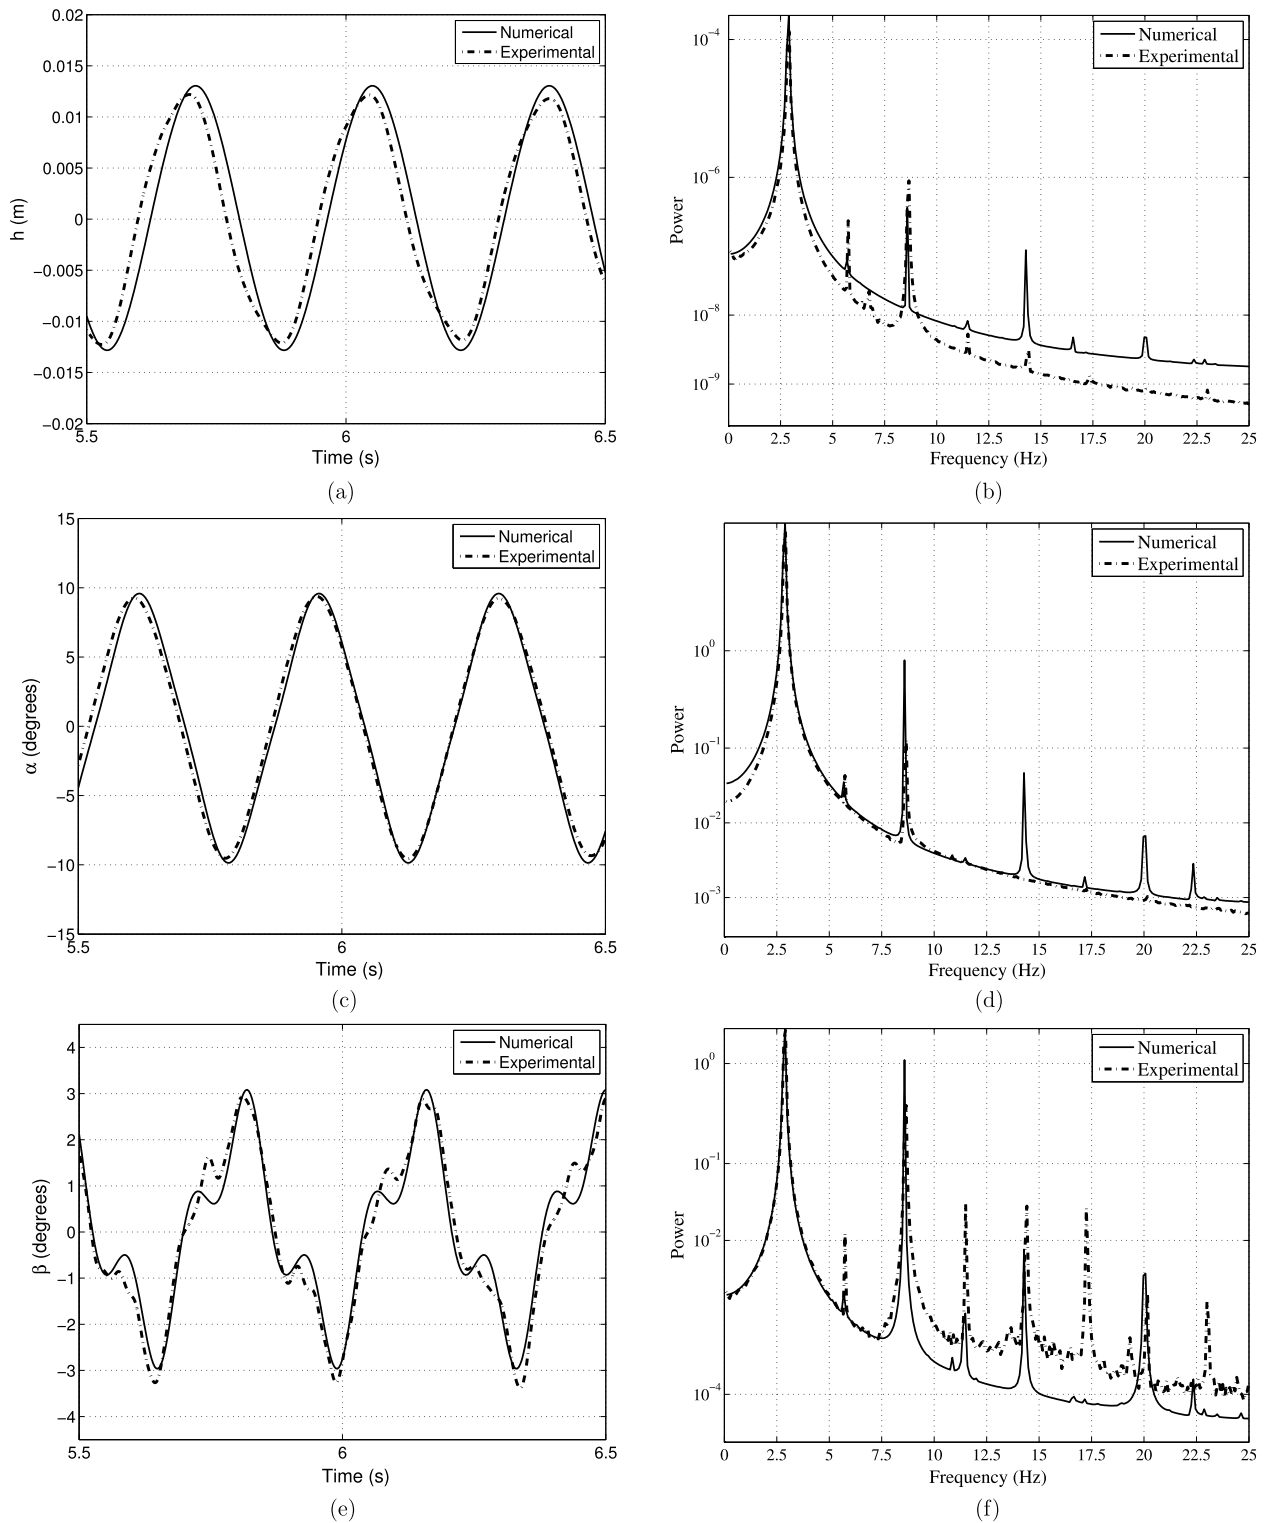 0.02
0.015
0.01
0.005
0
−0.005
−0.01
−0.015
−0.02
5.5
6
6.5
h (m)
Time (s)
Numerical
Experimental
(a)
10−4
10−6
10−8
10−9
0
2.5
5
7.5
10
12.5
15
17.5
20
22.5
25
Power
Frequency (Hz)
Numerical
Experimental
(b)
15
10
5
0
−5
−10
−15
5.5
6
6.5
α (degrees)
Time (s)
Numerical
Experimental
(c)
100
10−1
10−2
10−3
0
2.5
5
7.5
10
12.5
15
17.5
20
22.5
25
Power
Frequency (Hz)
Numerical
Experimental
(d)
4
3
2
1
0
−1
−2
−3
−4
5.5
6
6.5
β (degrees)
Time (s)
Numerical
Experimental
(e)
100
10−1
10−2
10−4
0
2.5
5
7.5
10
12.5
15
17.5
20
22.5
25
Power
Frequency (Hz)
Numerical
Experimental
(f)